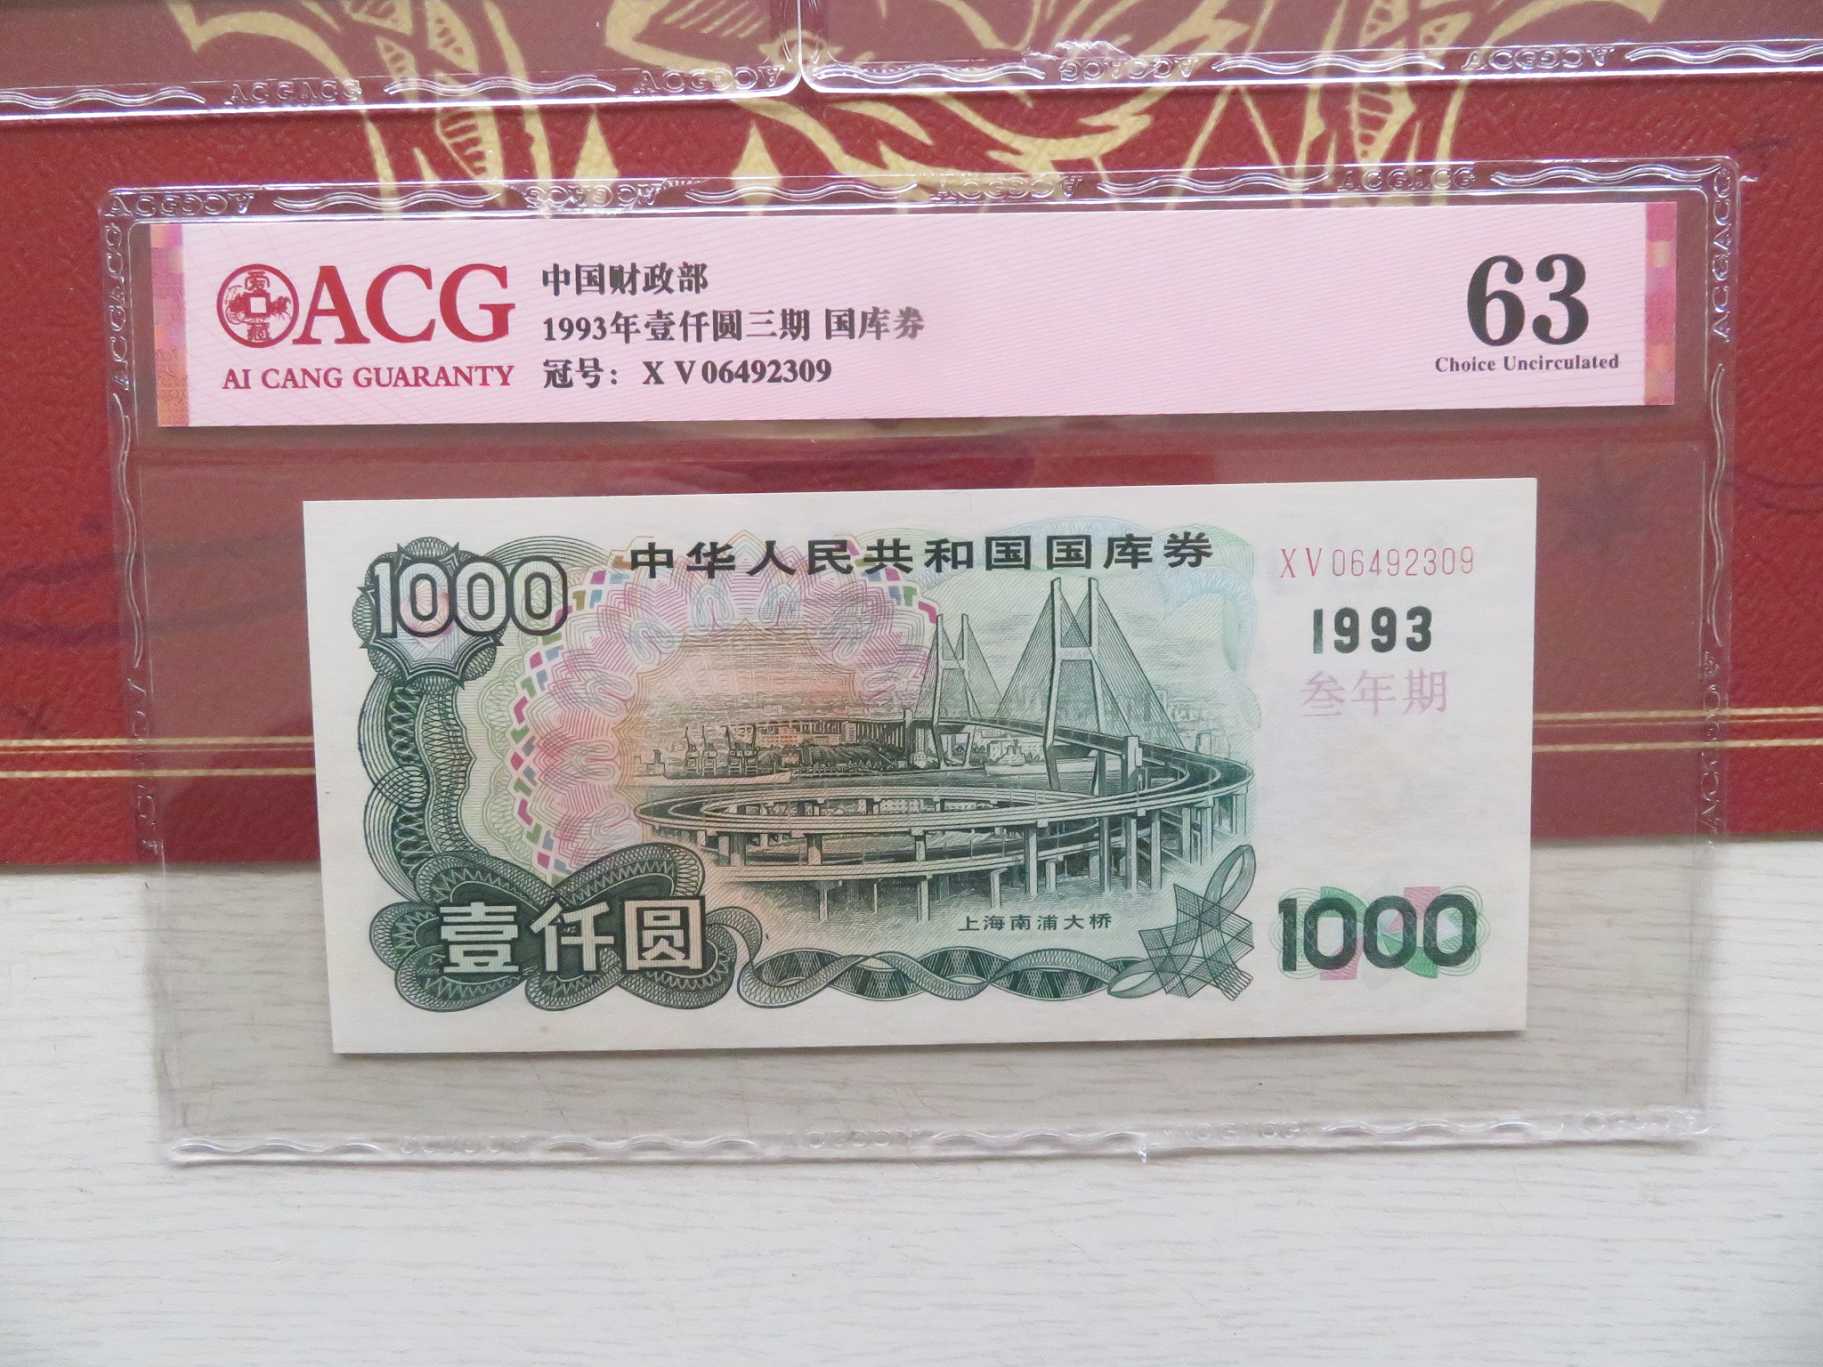 ACG
AI CANG GUARANTY
中国财政部
1993年壹仟圆三期 国库券
冠号： X V 06492309
63
Choice Uncirculated
1000
中华人民共和国国库券
XV06492309
1993
叁年期
上海南浦大桥
壹仟圆
1000